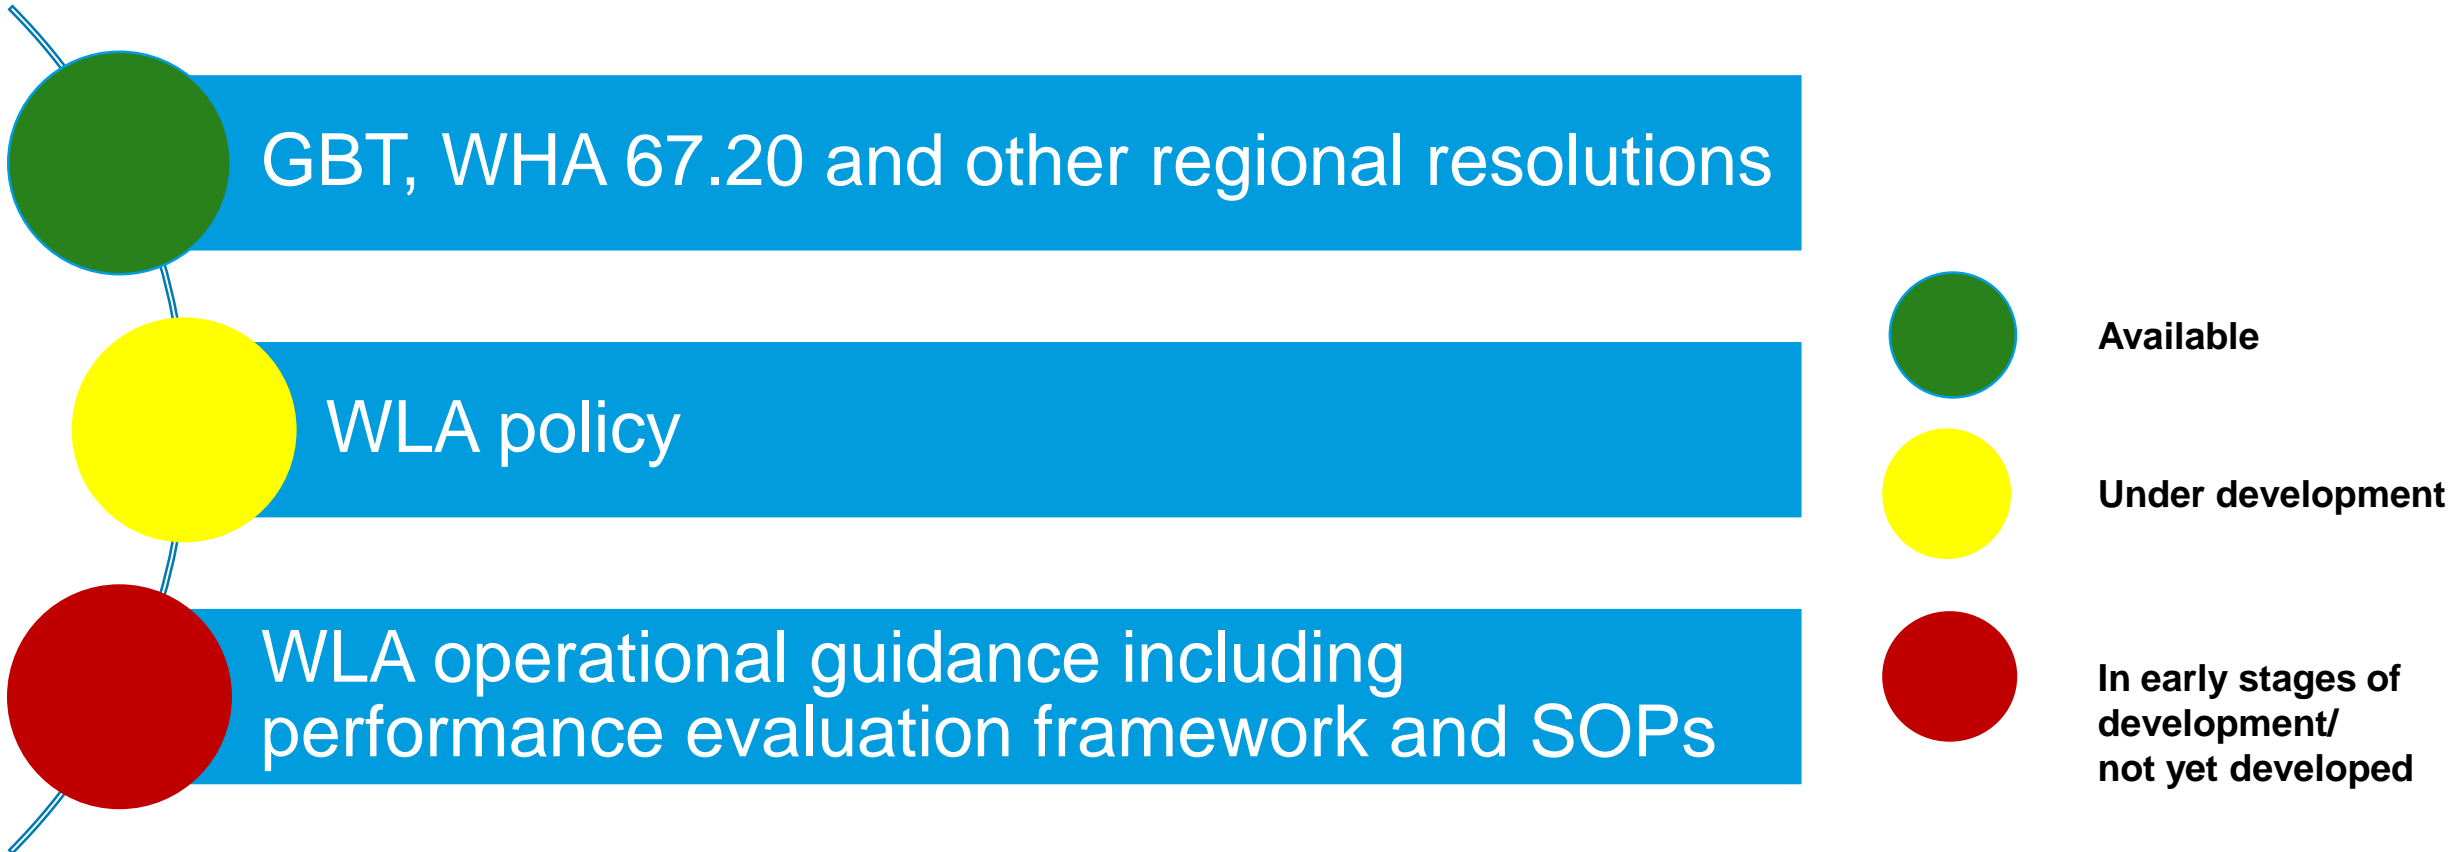 GBT, WHA 67.20 and other regional resolutions
WLA policy
WLA operational guidance including
performance evaluation framework and SOPs
Available
Under development
In early stages of
development/
not yet developed